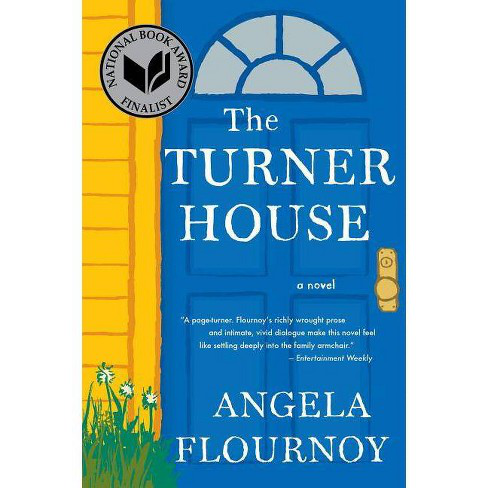 NATIONAL BOOK AWARD
FINALIST
The
TURNER
HOUSE
a novel
"A page-turner. Flournoy's richly wrought prose
and intimate, vivid dialogue make this novel feel
like settling deeply into the family armchair."
— Entertainment Weekly
ANGELA
FLOURNOY